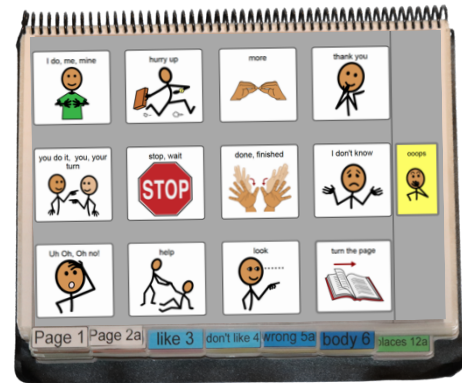 I do, me, mine
hurry up
more
thank you
you do it, you, your
turn
stop, wait
STOP
done, finished
I don't know
ooops
Uh Oh, Oh no!
help
look
turn the page
Page 1
Page 2a
like 3
don't like 4
wrong 5a
body 6
places 12a